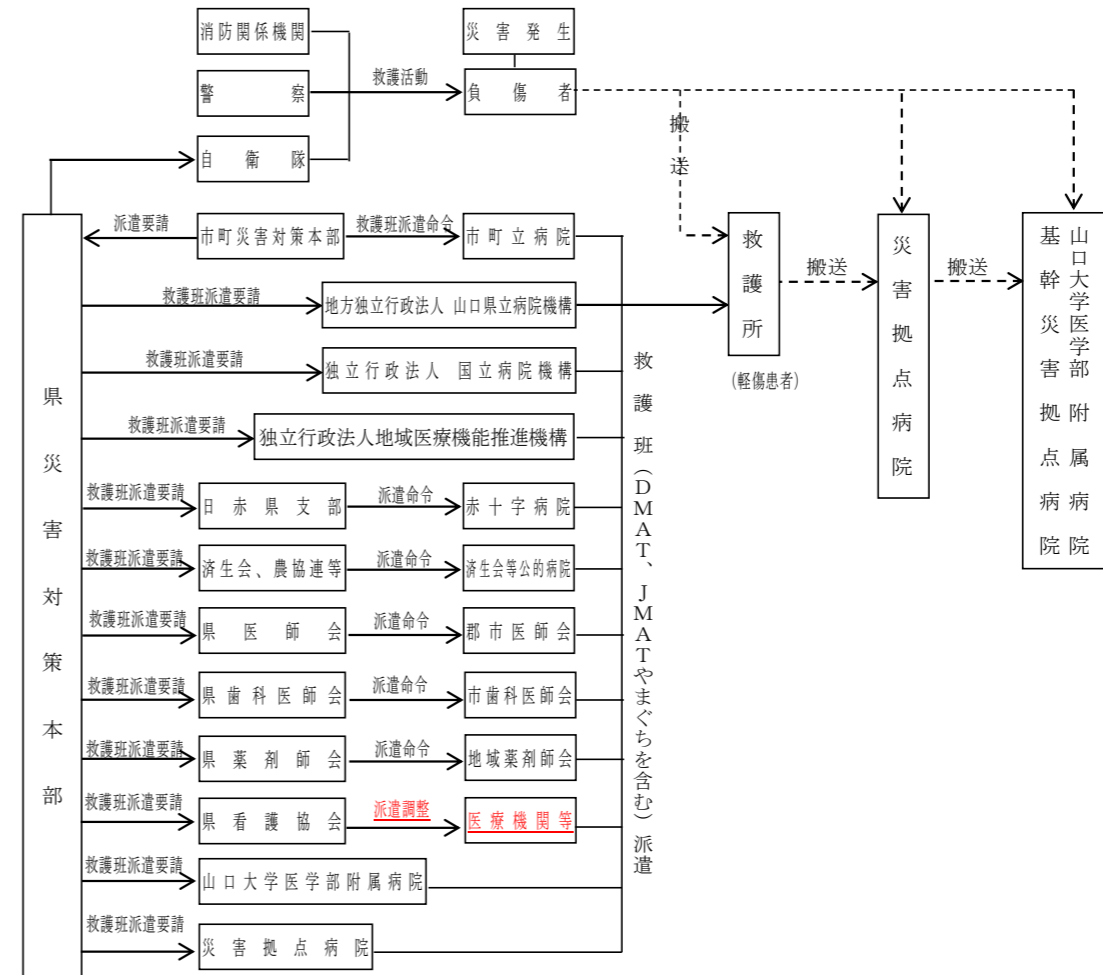 消防関係機関
災害発生
警察
救護活動
負傷者
自衛隊
搬送
県災害対策本部
派遣要請
市町災害対策本部
救護班派遣命令
市町立病院
救護班派遣要請
地方独立行政法人 山口県立病院機構
救護班派遣要請
独立行政法人 国立病院機構
救護班派遣要請
独立行政法人地域医療機能推進機構
救護班派遣要請
日赤県支部
派遣命令
赤十字病院
救護班派遣要請
済生会、農協連等
派遣命令
済生会等公的病院
救護班派遣要請
県医師会
派遣命令
郡市医師会
救護班派遣要請
県歯科医師会
派遣命令
市歯科医師会
救護班派遣要請
県薬剤師会
派遣命令
地域薬剤師会
救護班派遣要請
県看護協会
派遣調整
医療機関等
救護班派遣要請
山口大学医学部附属病院
救護班派遣要請
災害拠点病院
救護班(DMAT、JMATやまぐちを含む)派遣
救護所
(軽傷患者)
搬送
災害拠点病院
搬送
山口大学医学部附属病院
基幹災害拠点病院